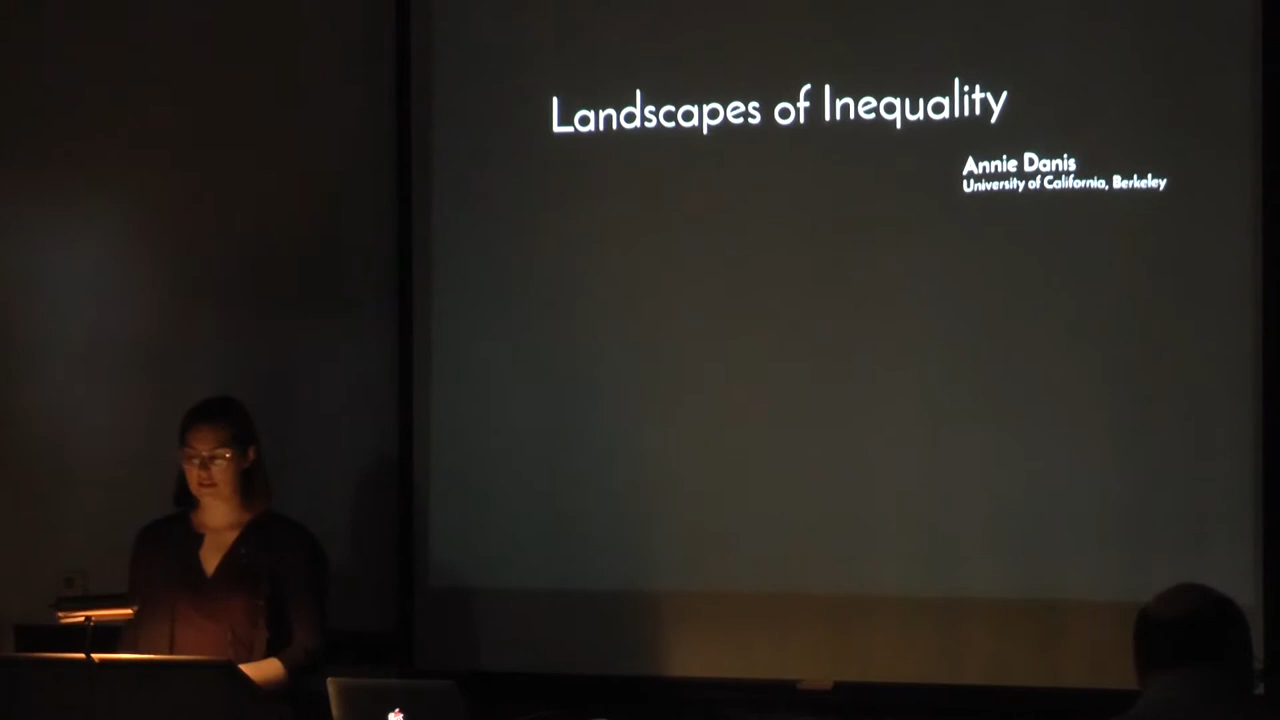 Landscapes of Inequality
Annie Danis
University of California, Berkeley